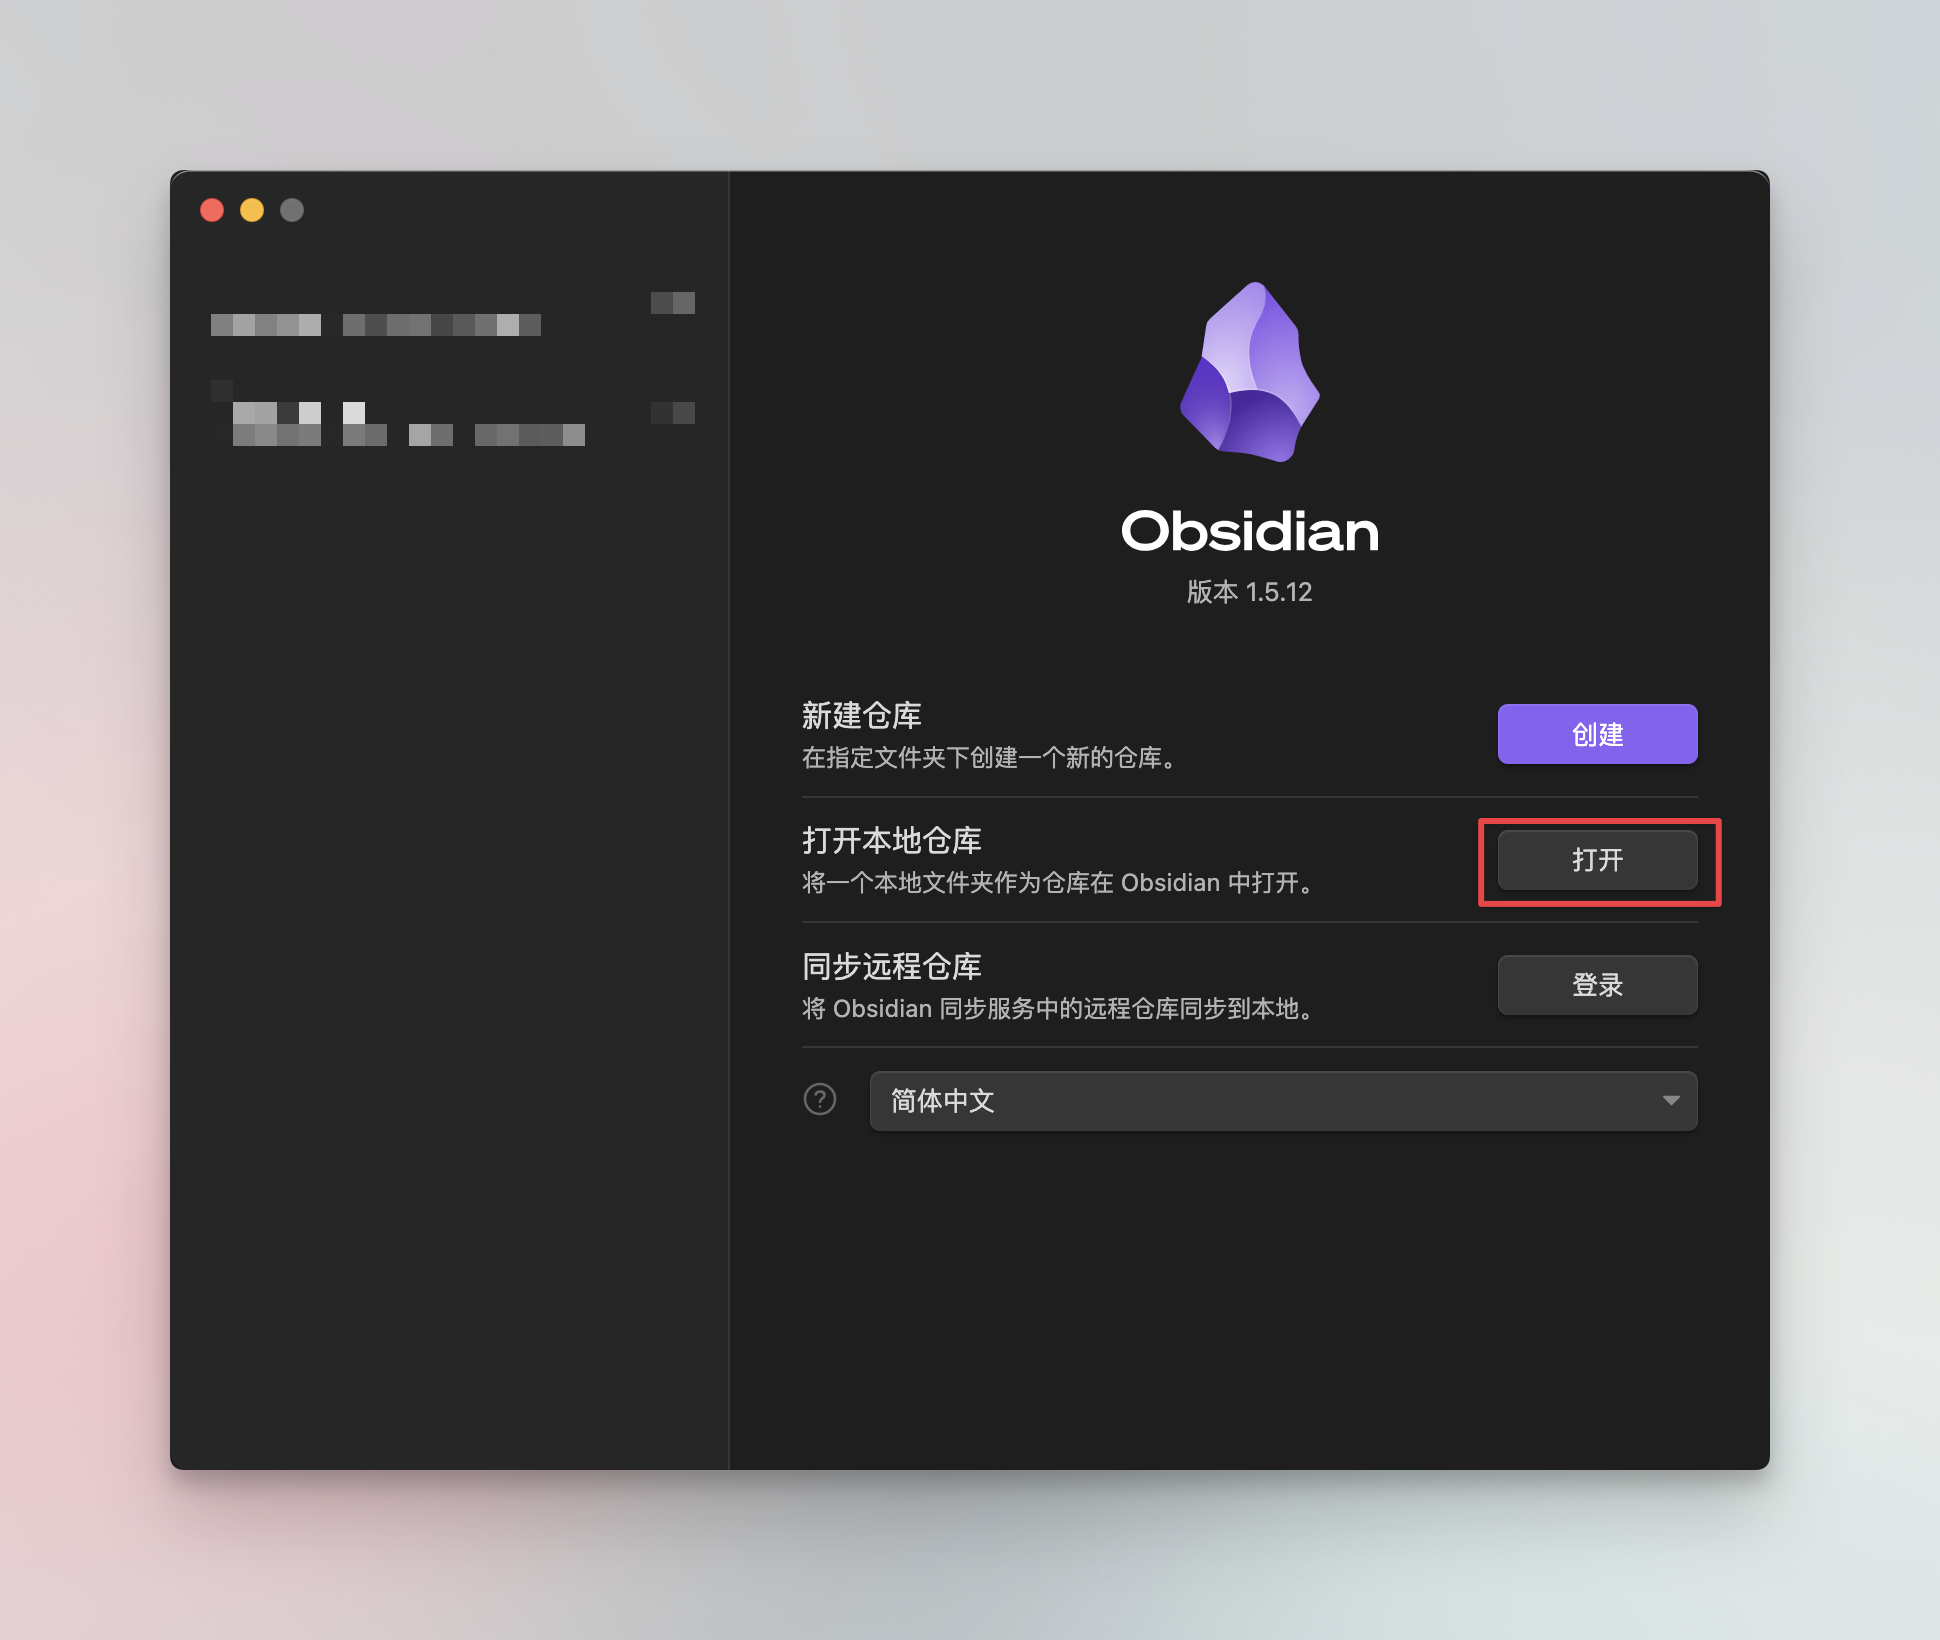 Obsidian
版本 1.5.12
新建仓库
在指定文件夹下创建一个新的仓库。
创建
打开本地仓库
将一个本地文件夹作为仓库在 Obsidian 中打开。
打开
同步远程仓库
将 Obsidian 同步服务中的远程仓库同步到本地。
登录
?
简体中文